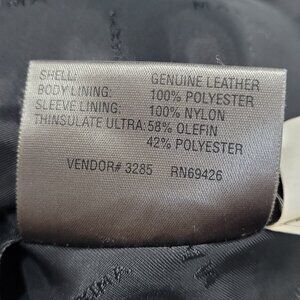 SHELL: GENUINE LEATHER
BODY LINING: 100% POLYESTER
SLEEVE LINING: 100% NYLON
THINSULATE ULTRA: 58% OLEFIN
42% POLYESTER
VENDOR# 3285 RN69426